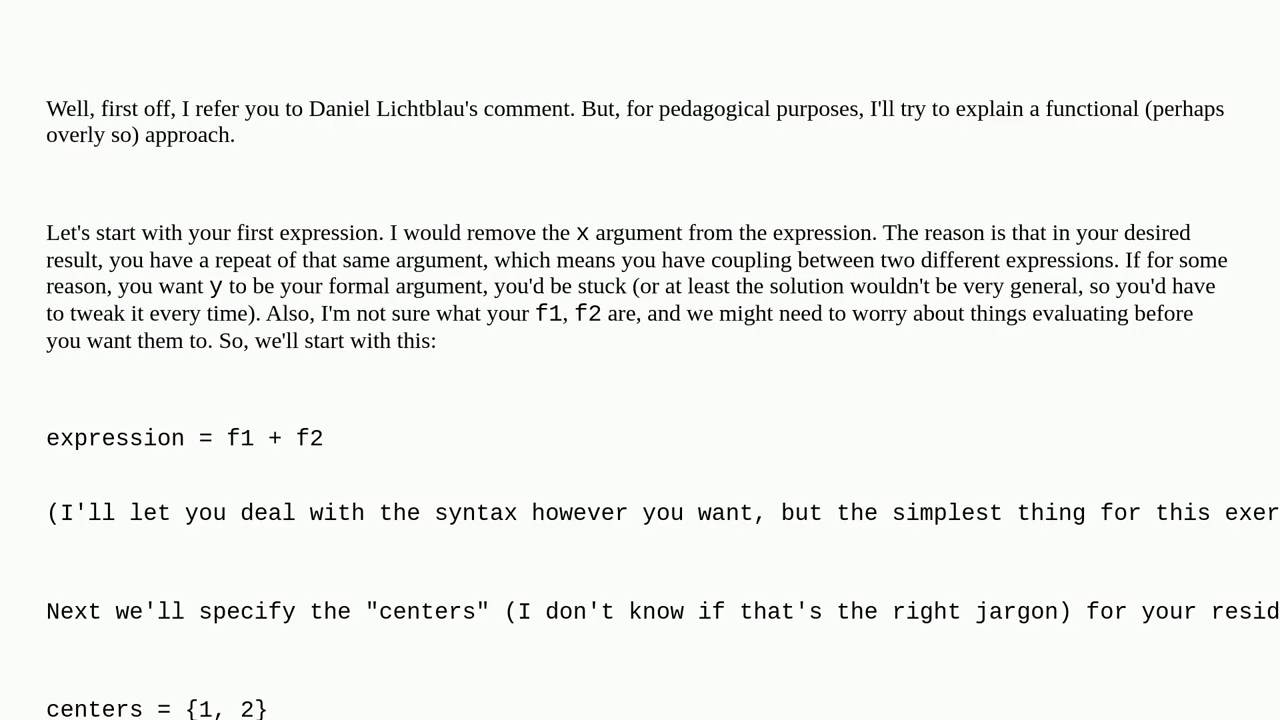 Well, first off, I refer you to Daniel Lichtblau's comment. But, for pedagogical purposes, I'll try to explain a functional (perhaps
overly so) approach.
Let's start with your first expression. I would remove the x argument from the expression. The reason is that in your desired
result, you have a repeat of that same argument, which means you have coupling between two different expressions. If for some
reason, you want y to be your formal argument, you'd be stuck (or at least the solution wouldn't be very general, so you'd have
to tweak it every time). Also, I'm not sure what your f1, f2 are, and we might need to worry about things evaluating before
you want them to. So, we'll start with this:
expression = f1 + f2
(I'll let you deal with the syntax however you want, but the simplest thing for this exer
Next we'll specify the "centers" (I don't know if that's the right jargon) for your resid
centers = {1, 2}